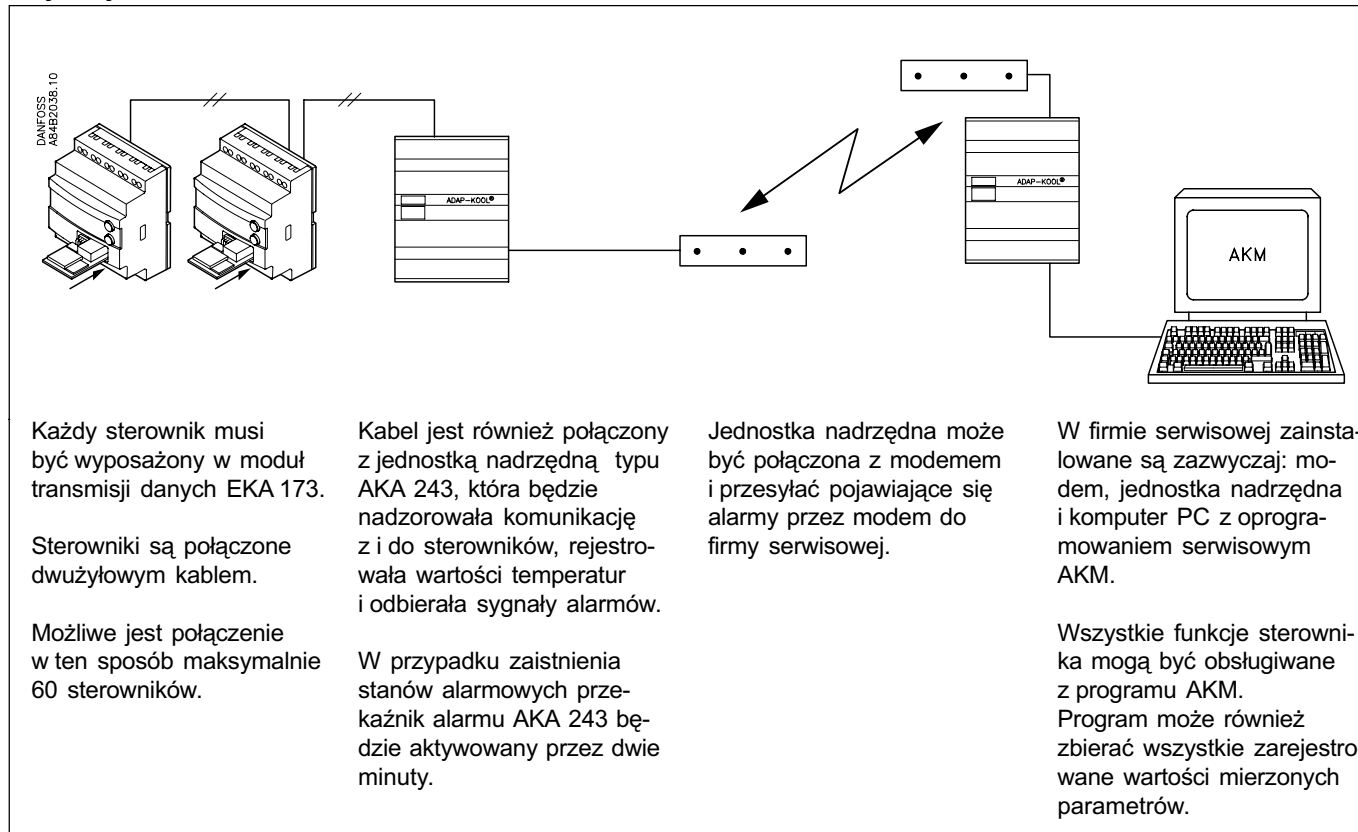 DANFOSS
A84B2038.10
ADAP-KOOL®
ADAP-KOOL®
AKM
Każdy sterownik musi
być wyposażony w moduł
transmisji danych EKA 173.
Sterowniki są połączone
dwużyłowym kablem.
Możliwe jest połączenie
w ten sposób maksymalnie
60 sterowników.
Kabel jest również połączony
z jednostką nadrzędną typu
AKA 243, która będzie
nadzorowała komunikację
z i do sterowników, rejestro-
wała wartości temperatur
i odbierała sygnały alarmów.
W przypadku zaistnienia
stanów alarmowych prze-
kaźnik alarmu AKA 243 bę-
dzie aktywowany przez dwie
minuty.
Jednostka nadrzędna może
być połączona z modemem
i przesyłać pojawiające się
alarmy przez modem do
firmy serwisowej.
W firmie serwisowej zainsta-
lowane są zazwyczaj: mo-
dem, jednostka nadrzędna
i komputer PC z oprogra-
mowaniem serwisowym
AKM.
Wszystkie funkcje sterowni-
ka mogą być obsługiwane
z programu AKM.
Program może również
zbierać wszystkie zarejestro
wane wartości mierzonych
parametrów.